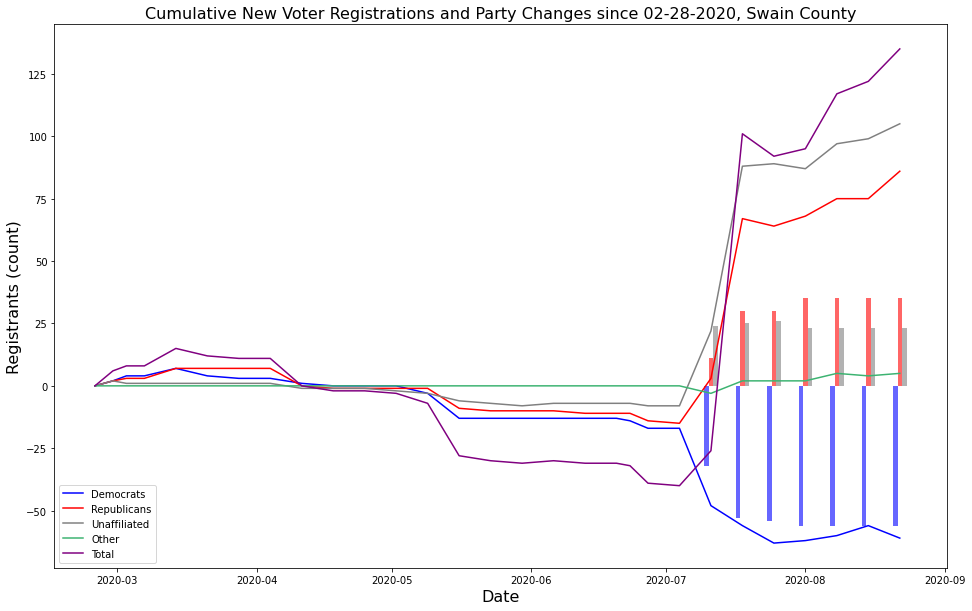 Cumulative New Voter Registrations and Party Changes since 02-28-2020, Swain County
Registrants (count)
125
100
75
50
25
0
−25
−50
Democrats
Republicans
Unaffiliated
Other
Total
2020-03
2020-04
2020-05
2020-06
2020-07
2020-08
2020-09
Date